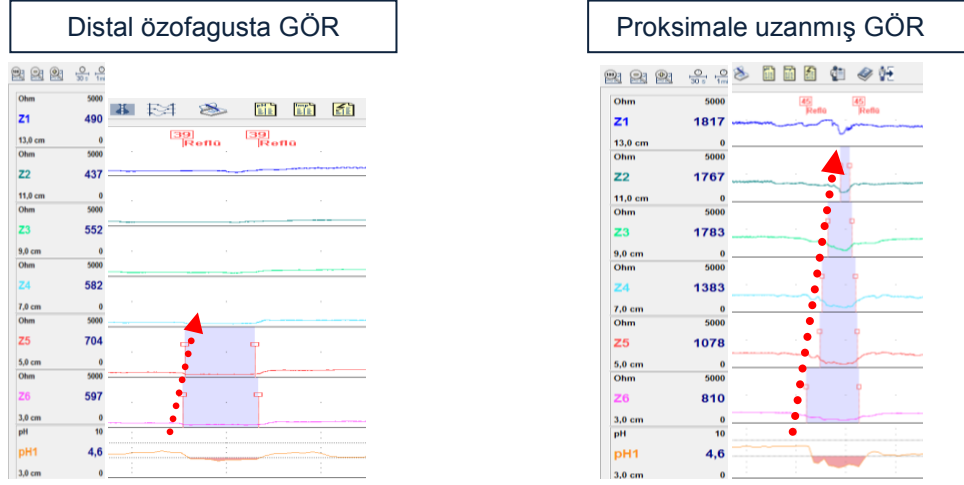 Distal özofagusta GÖR
30 s
39 39
Reflü Reflü
Ohm 5000
Z1 490
13,0 cm 0
Ohm 5000
Z2 437
11,0 cm 0
Ohm 5000
Z3 552
9,0 cm 0
Ohm 5000
Z4 582
7,0 cm 0
Ohm 5000
Z5 704
5,0 cm 0
Ohm 5000
Z6 597
3,0 cm 0
pH 10
pH1 4,6
3,0 cm 0
Proksimale uzanmış GÖR
30 s
45 45
Reflü Reflü
Ohm 5000
Z1 1817
13,0 cm 0
Ohm 5000
Z2 1767
11,0 cm 0
Ohm 5000
Z3 1783
9,0 cm 0
Ohm 5000
Z4 1383
7,0 cm 0
Ohm 5000
Z5 1078
5,0 cm 0
Ohm 5000
Z6 810
3,0 cm 0
pH 10
pH1 4,6
3,0 cm 0